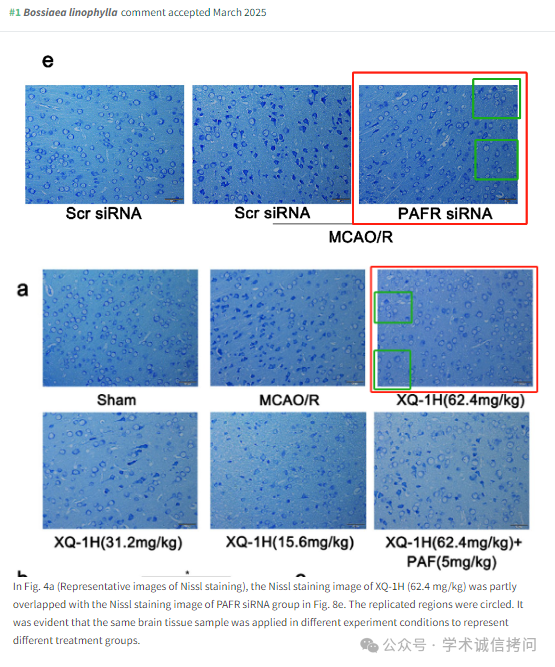 #1 Bossiaea linophylla comment accepted March 2025
e
Scr siRNA Scr siRNA PAFR siRNA
MCAO/R
a
Sham MCAO/R XQ-1H(62.4mg/kg)
XQ-1H(31.2mg/kg) XQ-1H(15.6mg/kg) XQ-1H(62.4mg/kg)+
PAF(5mg/kg)
*
In Fig. 4a (Representative images of Nissl staining), the Nissl staining image of XQ-1H (62.4 mg/kg) was partly
overlapped with the Nissl staining image of PAFR siRNA group in Fig. 8e. The replicated regions were circled. It
was evident that the same brain tissue sample was applied in different experiment conditions to represent
different treatment groups.
公众号 · 学术诚信拷问